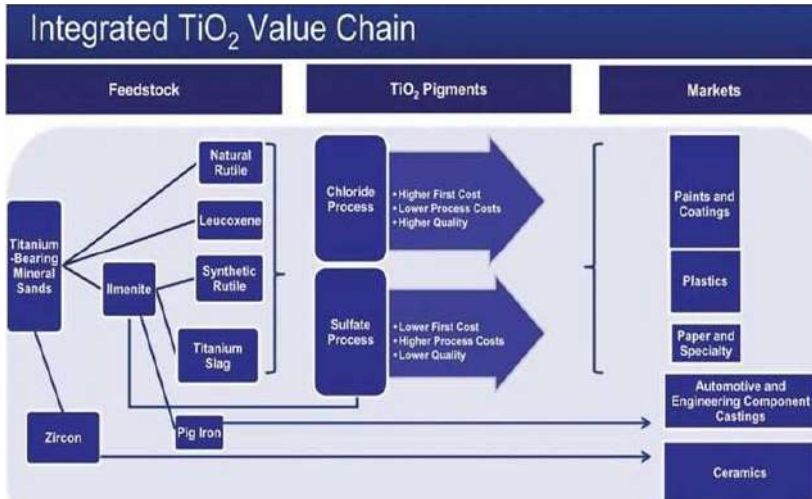 Integrated TiO₂ Value Chain
Feedstock
TiO₂ Pigments
Markets
Natural
Rutile
Leucoxene
Titanium
-Bearing
Mineral
Sands
Ilmenite
Synthetic
Rutile
Titanium
Slag
Zircon
Pig Iron
Chloride
Process
• Higher First Cost
• Lower Process Costs
• Higher Quality
Sulfate
Process
• Lower First Cost
• Higher Process Costs
• Lower Quality
Paints and
Coatings
Plastics
Paper and
Specialty
Automotive and
Engineering Component
Castings
Ceramics